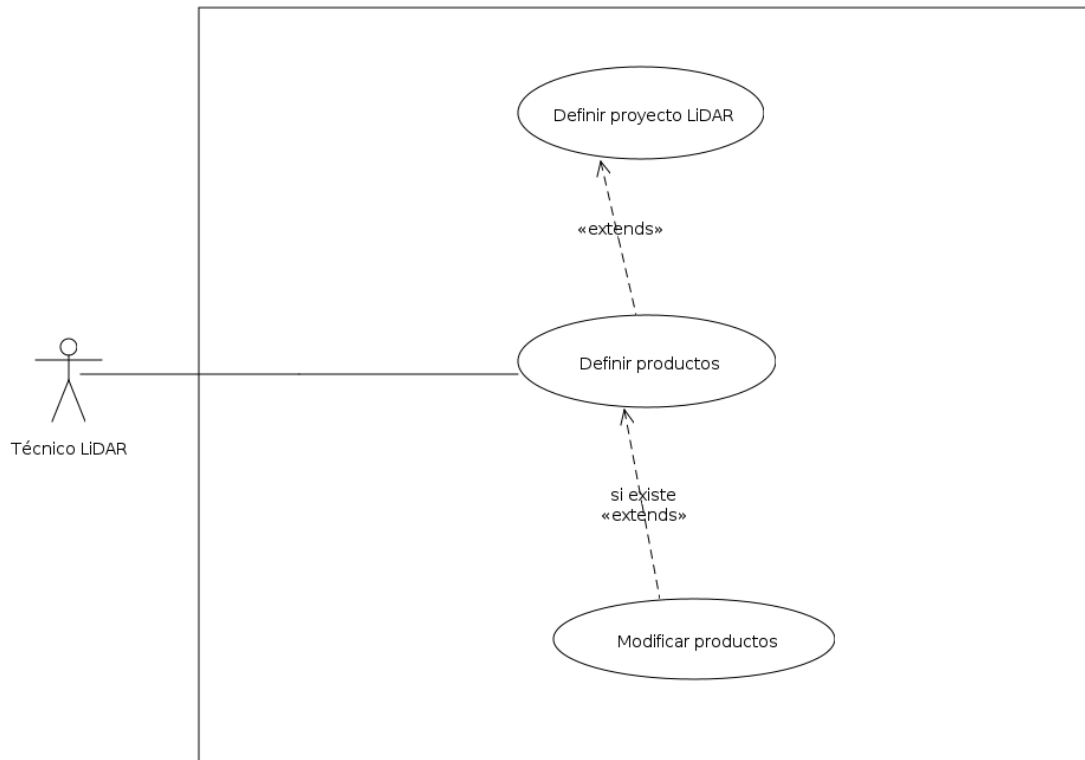 Definir proyecto LiDAR
«extends»
Definir productos
Técnico LiDAR
si existe
«extends»
Modificar productos